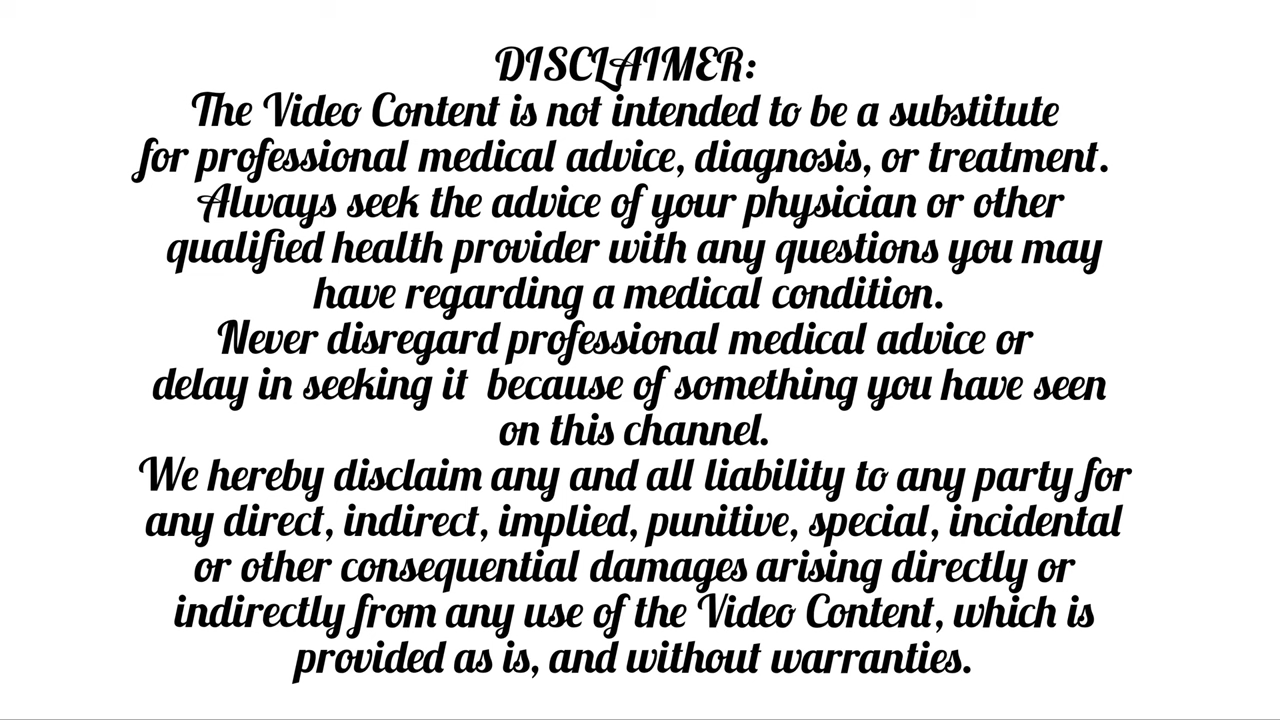 DISCLAIMER:
The Video Content is not intended to be a substitute
for professional medical advice, diagnosis, or treatment.
Always seek the advice of your physician or other
qualified health provider with any questions you may
have regarding a medical condition.
Never disregard professional medical advice or
delay in seeking it  because of something you have seen
on this channel.
We hereby disclaim any and all liability to any party for
any direct, indirect, implied, punitive, special, incidental
or other consequential damages arising directly or
indirectly from any use of the Video Content, which is
provided as is, and without warranties.